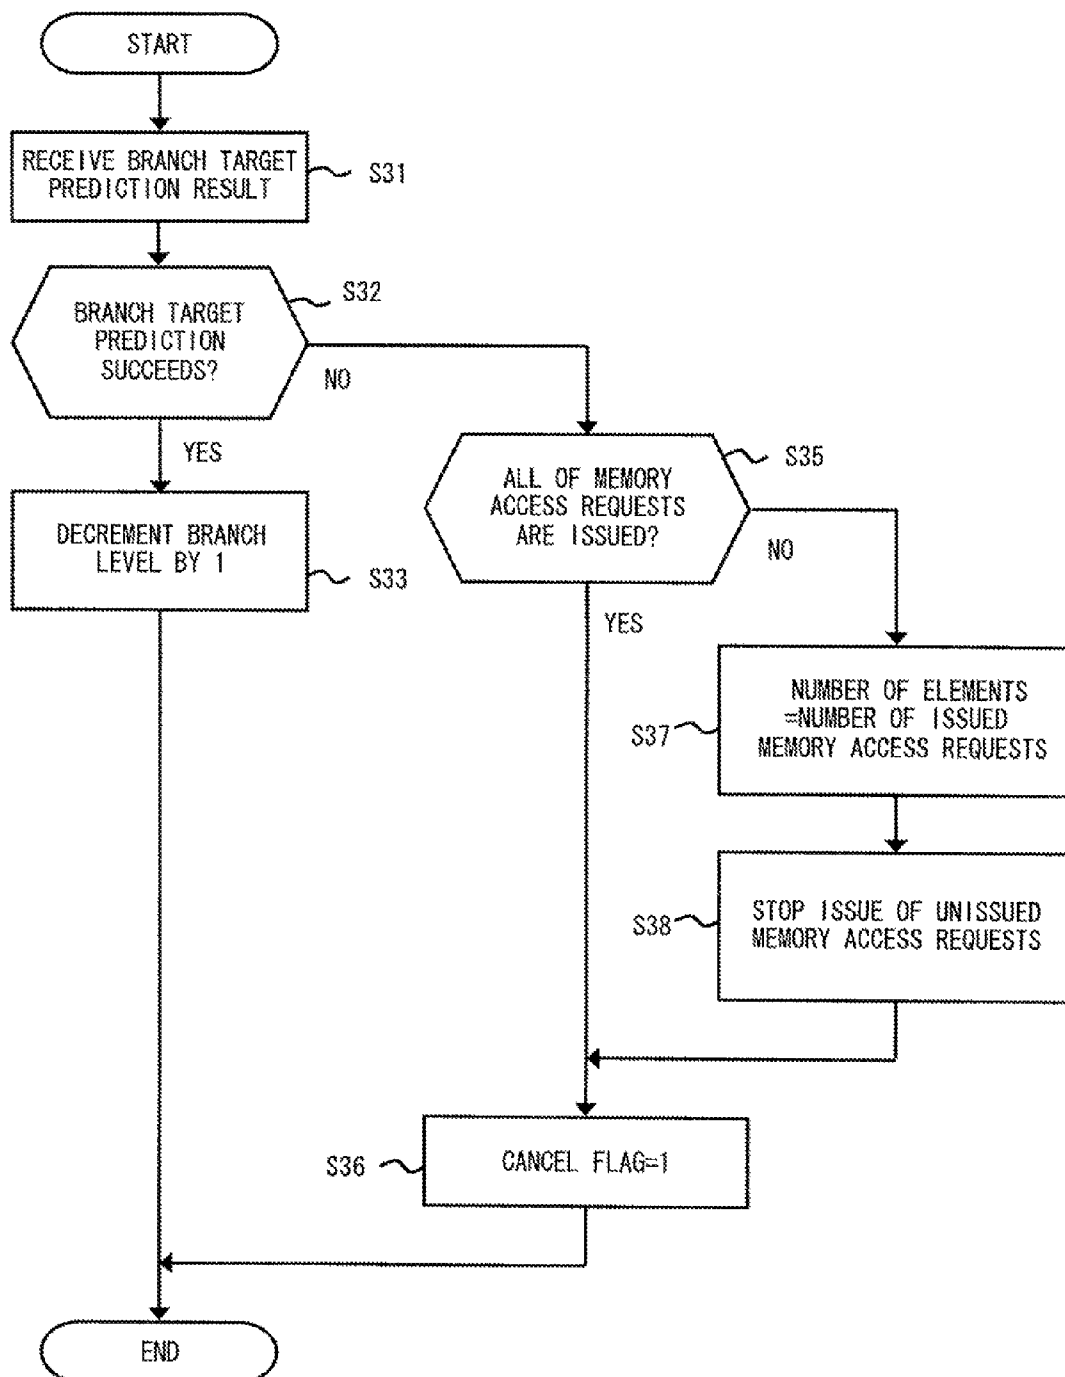 START
RECEIVE BRANCH TARGET
PREDICTION RESULT
S31
BRANCH TARGET
PREDICTION
SUCCEEDS?
S32
NO
YES
DECREMENT BRANCH
LEVEL BY 1
S33
ALL OF MEMORY
ACCESS REQUESTS
ARE ISSUED?
S35
NO
YES
NUMBER OF ELEMENTS
=NUMBER OF ISSUED
MEMORY ACCESS REQUESTS
S37
STOP ISSUE OF UNISSUED
MEMORY ACCESS REQUESTS
S38
CANCEL FLAG=1
S36
END